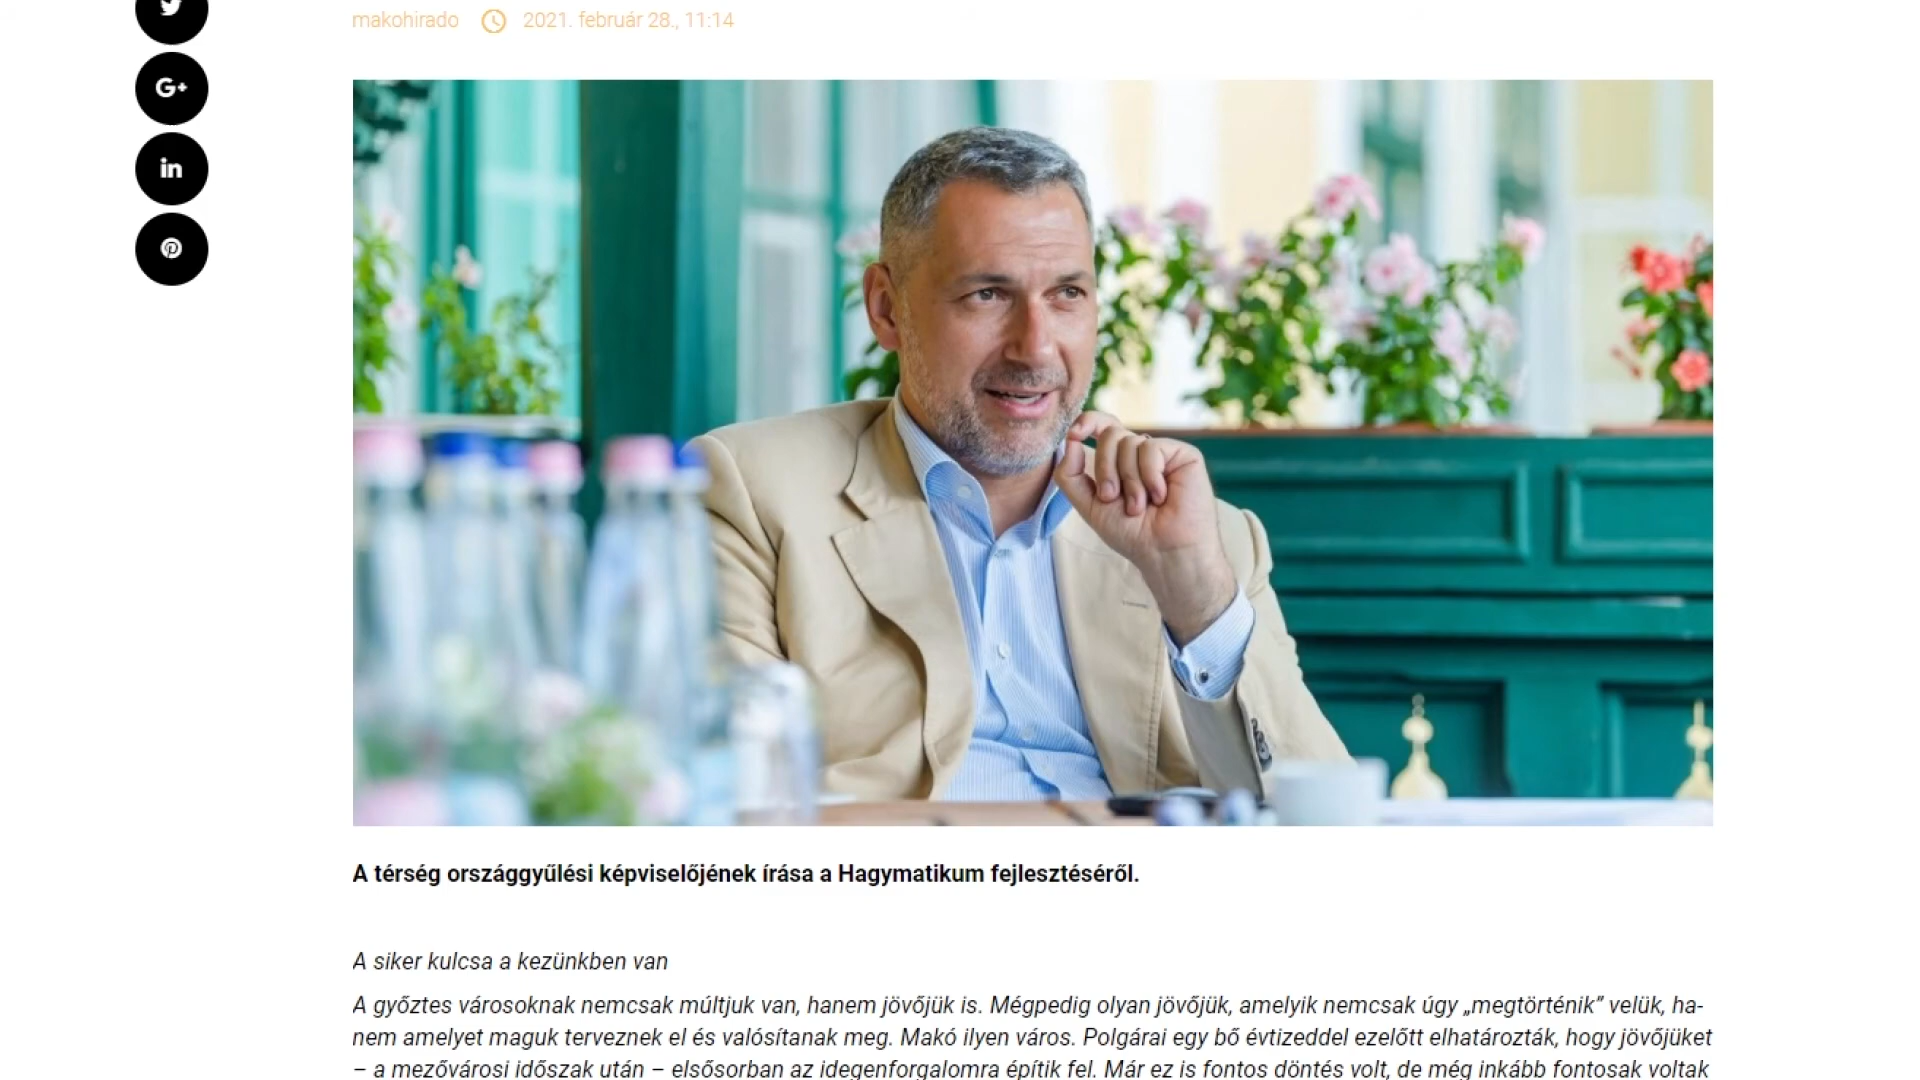 makohirado 2021. február 28., 11:14
G+
in
A térség országgyűlési képviselőjének írása a Hagymatikum fejlesztéséről.
A siker kulcsa a kezünkben van
A győztes városoknak nemcsak múltjuk van, hanem jövőjük is. Mégpedig olyan jövőjük, amelyik nemcsak úgy „megtörténik” velük, ha-
nem amelyet maguk terveznek el és valósítanak meg. Makó ilyen város. Polgárai egy bő évtizeddel ezelőtt elhatározták, hogy jövőjüket
– a mezővárosi időszak után – elsősorban az idegenforgalomra építik fel. Már ez is fontos döntés volt, de még inkább fontosak voltak